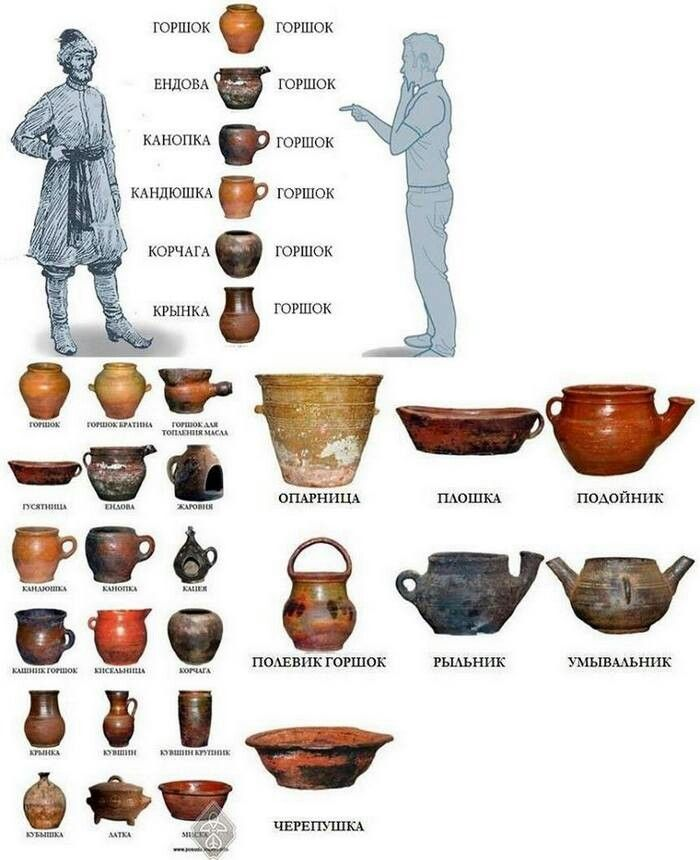 ГОРШОК ГОРШОК
ЕНДОВА ГОРШОК
КАНОПКА ГОРШОК
КАНДЮШКА ГОРШОК
КОРЧАГА ГОРШОК
КРЫНКА ГОРШОК
ГОРШОК ГОРШОК БРАТИНА ГОРШОК ДЛЯ
ТОПЛЕНИЯ МАСЛА
ГУСЯТНИЦА ЕНДОВА ЖАРОВНЯ
КАНДЮШКА КАНОПКА КАЦЕЯ
КАШНИК ГОРШОК КИСЕЛЬНИЦА КОРЧАГА
КРЫНКА КУВШИН КУВШИН КРУПНИК
КУБЫШКА ЛАТКА МИСКА
ОПАРНИЦА ПЛОШКА ПОДОЙНИК
ПОЛЕВИК ГОРШОК РЫЛЬНИК УМЫВАЛЬНИК
ЧЕРЕПУШКА